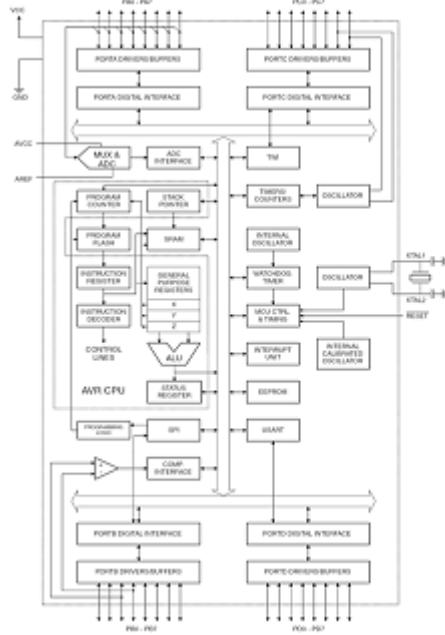 PA0 - PA7
PC0 - PC7
VCC
PORTA DRIVERS/BUFFERS
PORTC DRIVERS/BUFFERS
GND
PORTA DIGITAL INTERFACE
PORTC DIGITAL INTERFACE
AVCC
MUX &
ADC
ADC
INTERFACE
TWI
AREF
PROGRAM
COUNTER
STACK
POINTER
TIMERS/
COUNTERS
OSCILLATOR
PROGRAM
FLASH
SRAM
INTERNAL
OSCILLATOR
XTAL1
INSTRUCTION
REGISTER
GENERAL
PURPOSE
REGISTERS
WATCHDOG
TIMER
OSCILLATOR
X
XTAL2
INSTRUCTION
DECODER
Y
MCU CTRL.
& TIMING
RESET
Z
CONTROL
LINES
ALU
INTERRUPT
UNIT
INTERNAL
CALIBRATED
OSCILLATOR
AVR CPU
STATUS
REGISTER
EEPROM
PROGRAMMING
LOGIC
SPI
USART
+
-
COMP.
INTERFACE
PORTB DIGITAL INTERFACE
PORTD DIGITAL INTERFACE
PORTB DRIVERS/BUFFERS
PORTD DRIVERS/BUFFERS
PB0 - PB7
PD0 - PD7